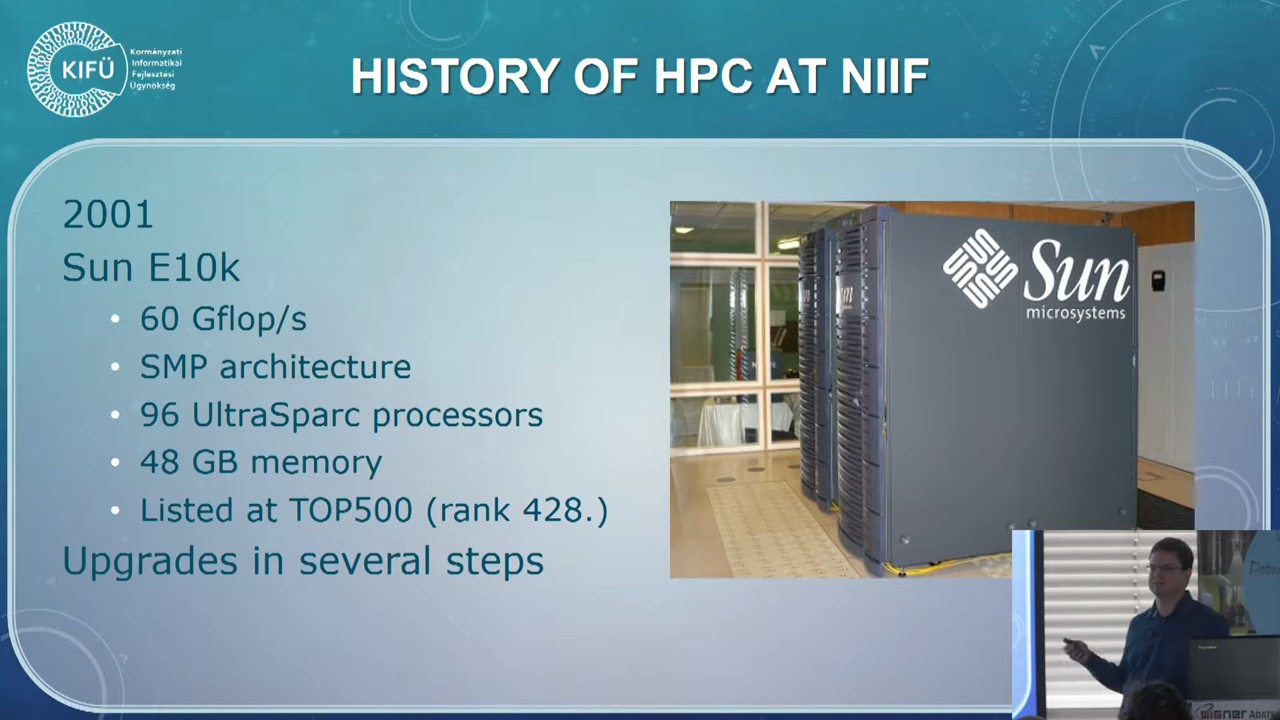 KIFÜ
Kormányzati
Informatikai
Fejlesztési
Ügynökség
HISTORY OF HPC AT NIIF
2001
Sun E10k
• 60 Gflop/s
• SMP architecture
• 96 UltraSparc processors
• 48 GB memory
• Listed at TOP500 (rank 428.)
Upgrades in several steps
Sun
microsystems
wigner